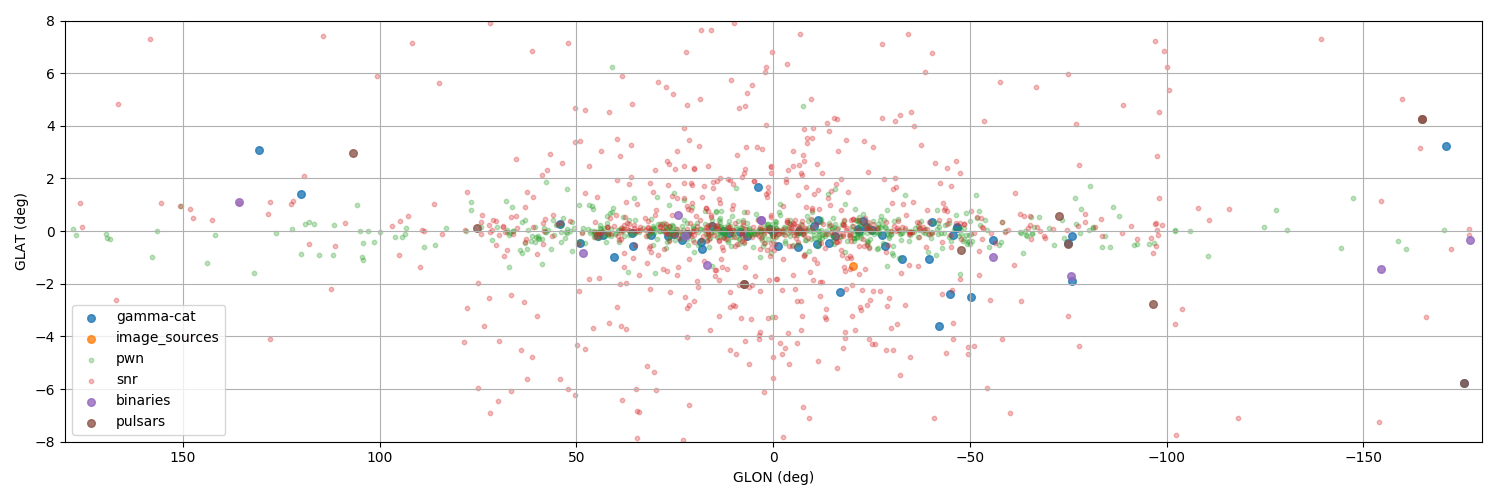 8
6
4
2
0
−2
−4
−6
−8
GLAT (deg)
gamma-cat
image_sources
pwn
snr
binaries
pulsars
150 100 50 0 −50 −100 −150
GLON (deg)